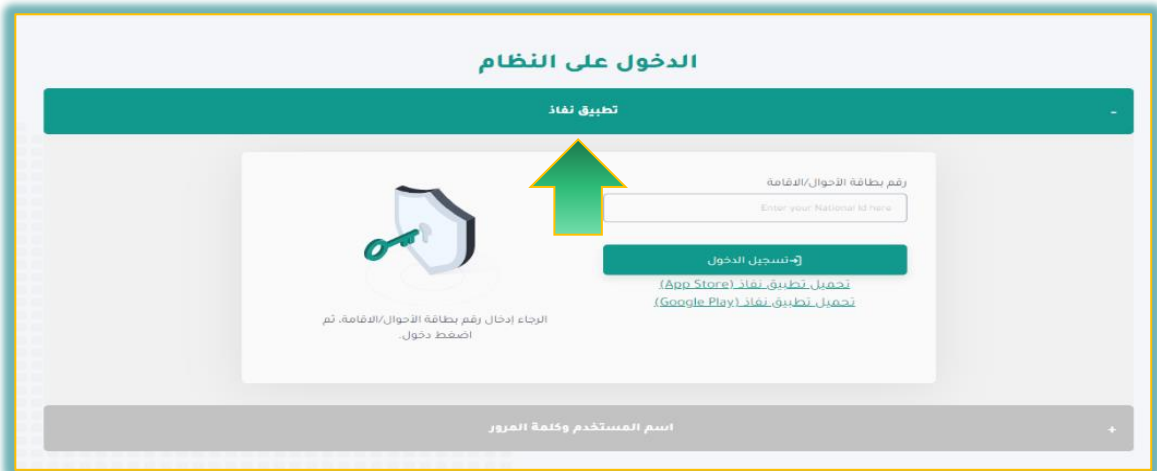 الدخول على النظام
تطبيق نفاذ
-
رقم بطاقة الأحوال/الاقامة
Enter your National Id here
تسجيل الدخول
تحميل تطبيق نفاذ (App Store)
تحميل تطبيق نفاذ (Google Play)
الرجاء إدخال رقم بطاقة الأحوال/الاقامة، ثم
اضغط دخول.
اسم المستخدم وكلمة المرور
+